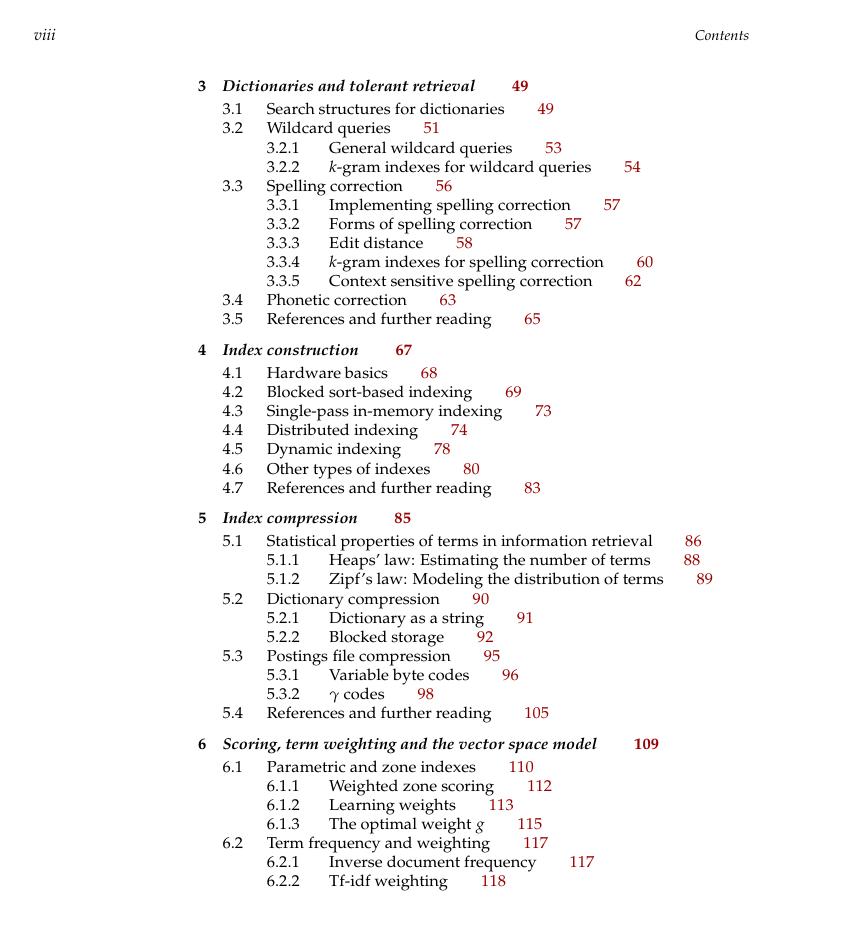 viii Contents
3 Dictionaries and tolerant retrieval 49
3.1 Search structures for dictionaries 49
3.2 Wildcard queries 51
3.2.1 General wildcard queries 53
3.2.2 k-gram indexes for wildcard queries 54
3.3 Spelling correction 56
3.3.1 Implementing spelling correction 57
3.3.2 Forms of spelling correction 57
3.3.3 Edit distance 58
3.3.4 k-gram indexes for spelling correction 60
3.3.5 Context sensitive spelling correction 62
3.4 Phonetic correction 63
3.5 References and further reading 65
4 Index construction 67
4.1 Hardware basics 68
4.2 Blocked sort-based indexing 69
4.3 Single-pass in-memory indexing 73
4.4 Distributed indexing 74
4.5 Dynamic indexing 78
4.6 Other types of indexes 80
4.7 References and further reading 83
5 Index compression 85
5.1 Statistical properties of terms in information retrieval 86
5.1.1 Heaps' law: Estimating the number of terms 88
5.1.2 Zipf's law: Modeling the distribution of terms 89
5.2 Dictionary compression 90
5.2.1 Dictionary as a string 91
5.2.2 Blocked storage 92
5.3 Postings file compression 95
5.3.1 Variable byte codes 96
5.3.2 γ codes 98
5.4 References and further reading 105
6 Scoring, term weighting and the vector space model 109
6.1 Parametric and zone indexes 110
6.1.1 Weighted zone scoring 112
6.1.2 Learning weights 113
6.1.3 The optimal weight g 115
6.2 Term frequency and weighting 117
6.2.1 Inverse document frequency 117
6.2.2 Tf-idf weighting 118